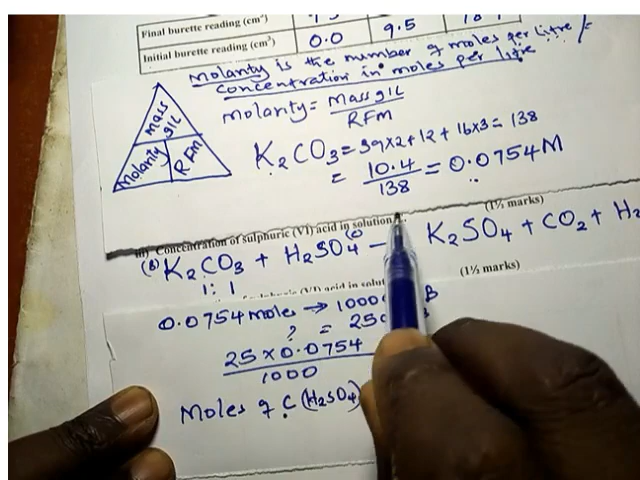 Final burette reading (cm³)
Initial burette reading (cm³) 0.0 9.5
Molarity is the number of moles per litre /
concentration in moles per litre
Molarity = Mass g/L
RFM
Mass
g/L
Molarity RFM
K₂CO₃ = 39×2+12+16×3 = 138
= 10.4 = 0.0754M
138
(1½ marks)
iii) Concentration of sulphuric (VI) acid in solution
(B) K₂CO₃ + H₂SO₄ (C) — K₂SO₄ + CO₂ + H₂
1: 1
(1½ marks)
0.0754 moles → 1000 B
? = 250
25 × 0.0754
1000
Moles of C (H₂SO₄)